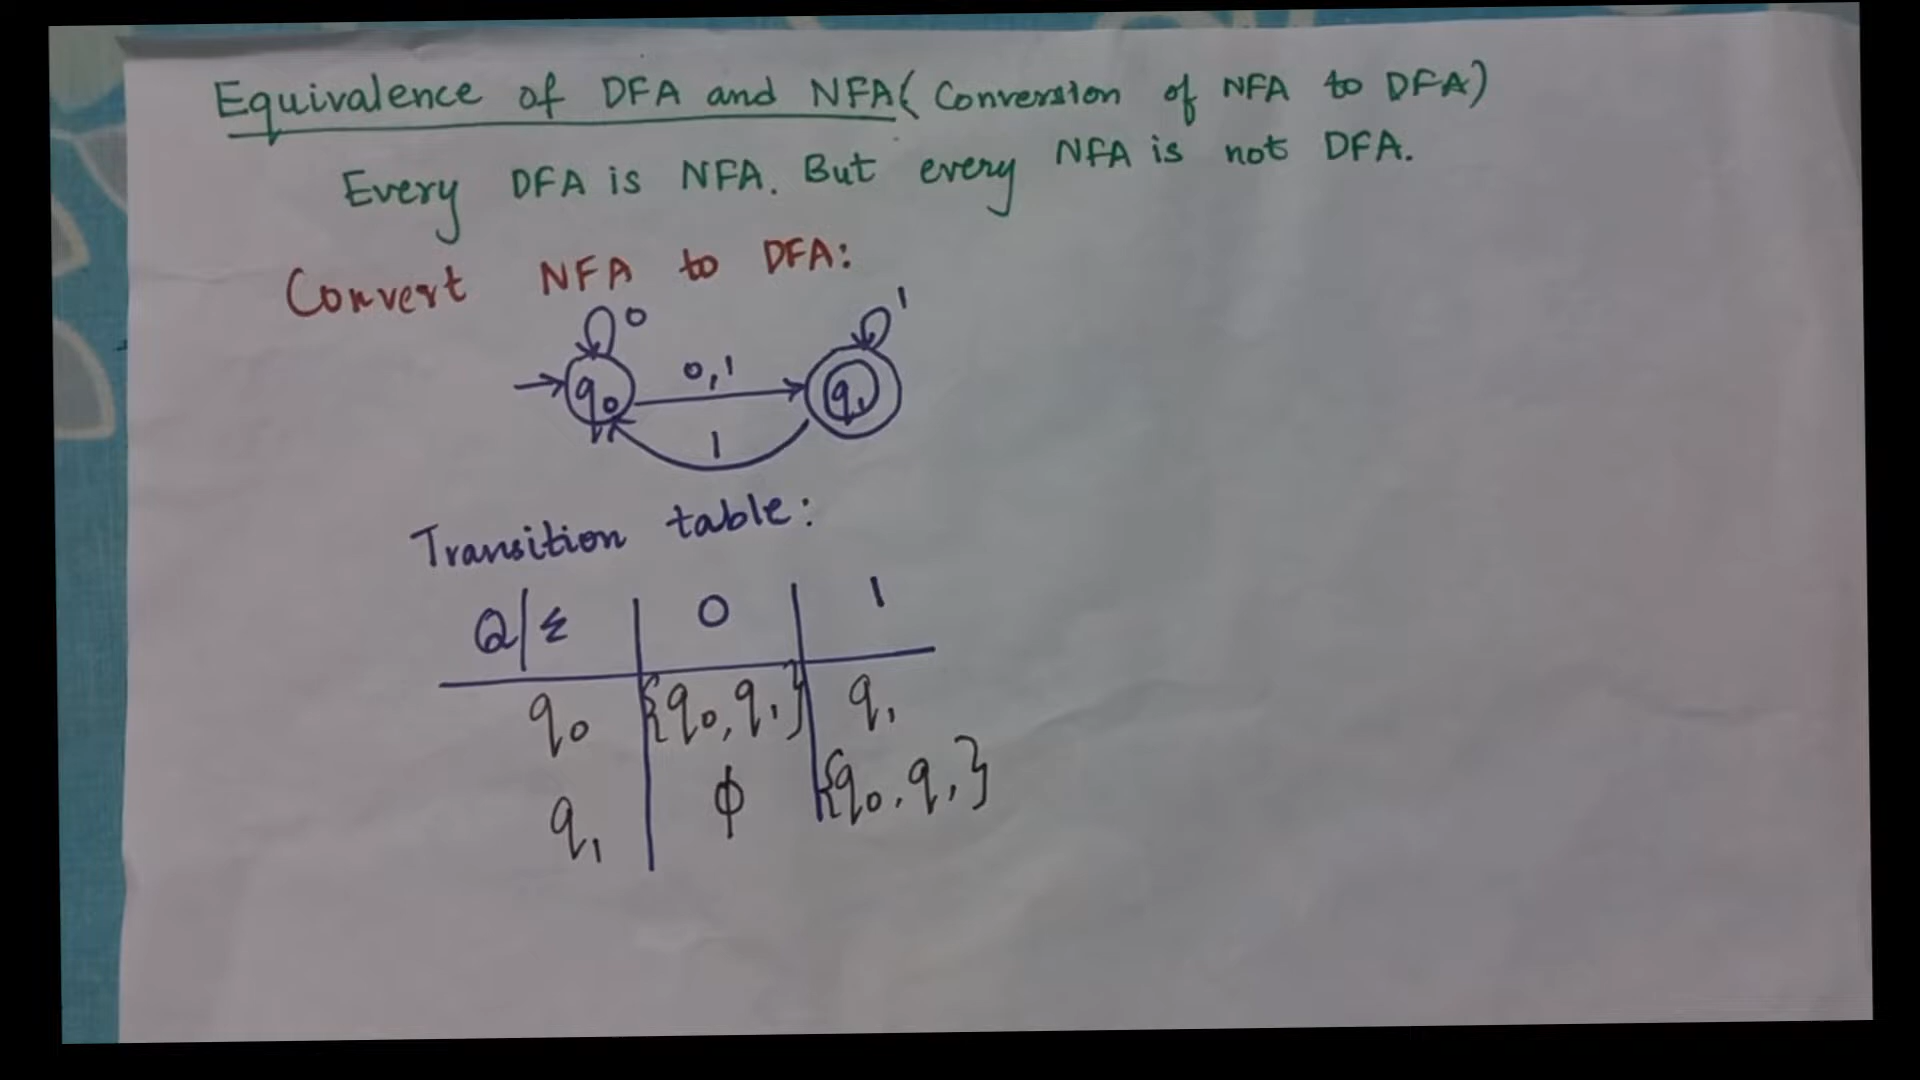 Equivalence of DFA and NFA (Conversion of NFA to DFA)
Every DFA is NFA. But every NFA is not DFA.
Convert NFA to DFA:
0 1
q0 0,1 q1
1
Transition table:
Q/Σ 0 1
q0 {q0, q1} q1
q1 ϕ {q0, q1}